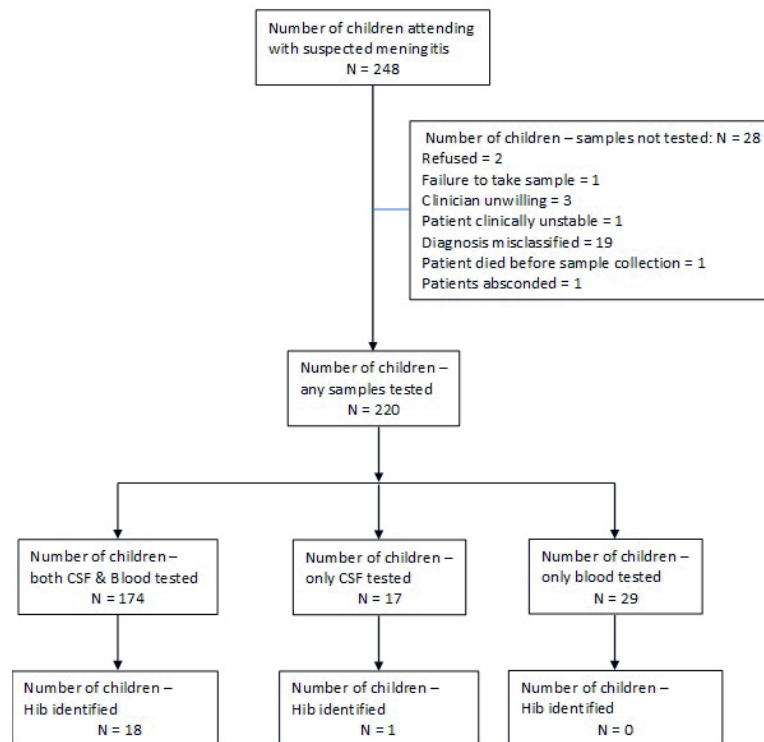 Number of children attending
with suspected meningitis
N = 248
Number of children – samples not tested: N = 28
Refused = 2
Failure to take sample = 1
Clinician unwilling = 3
Patient clinically unstable = 1
Diagnosis misclassified = 19
Patient died before sample collection = 1
Patients absconded = 1
Number of children –
any samples tested
N = 220
Number of children –
both CSF & Blood tested
N = 174
Number of children –
only CSF tested
N = 17
Number of children –
only blood tested
N = 29
Number of children –
Hib identified
N = 18
Number of children –
Hib identified
N = 1
Number of children –
Hib identified
N = 0